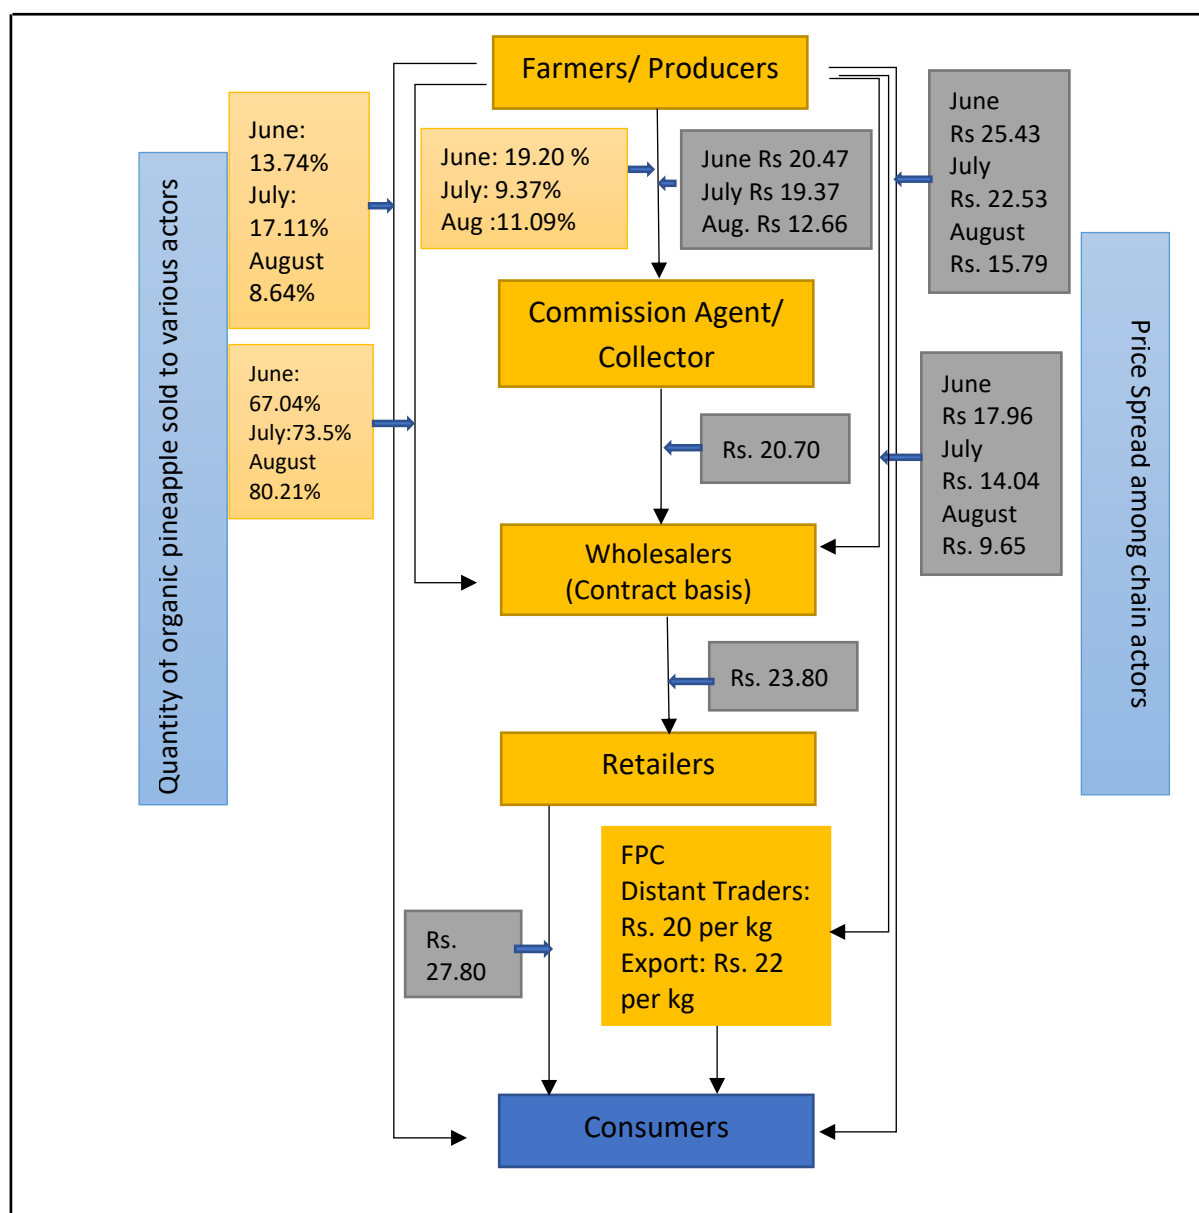 Farmers/ Producers
June:
13.74%
July:
17.11%
August
8.64%
June: 19.20 %
July: 9.37%
Aug :11.09%
June Rs 20.47
July Rs 19.37
Aug. Rs 12.66
June
Rs 25.43
July
Rs. 22.53
August
Rs. 15.79
Quantity of organic pineapple sold to various actors
Price Spread among chain actors
Commission Agent/
Collector
June:
67.04%
July:73.5%
August
80.21%
Rs. 20.70
June
Rs 17.96
July
Rs. 14.04
August
Rs. 9.65
Wholesalers
(Contract basis)
Rs. 23.80
Retailers
FPC
Distant Traders:
Rs. 20 per kg
Export: Rs. 22
per kg
Rs.
27.80
Consumers